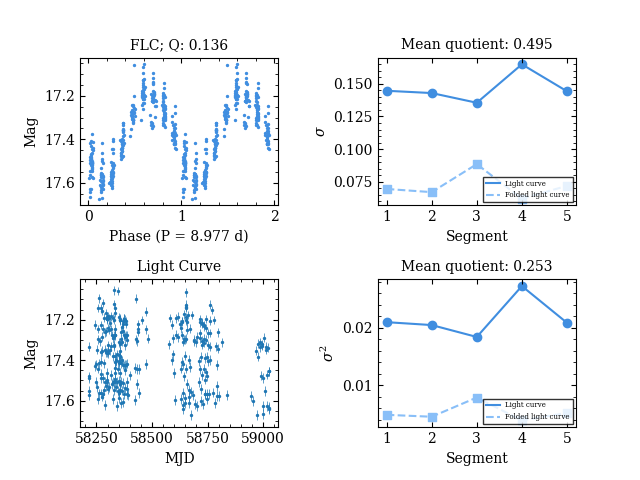 FLC; Q: 0.136
Mag
17.2
17.4
17.6
0
1
2
Phase (P = 8.977 d)
Mean quotient: 0.495
σ
0.150
0.125
0.100
0.075
Light curve
Folded light curve
1 2 3 4 5
Segment
Light Curve
Mag
17.2
17.4
17.6
58250 58500 58750 59000
MJD
Mean quotient: 0.253
σ²
0.02
0.01
Light curve
Folded light curve
1 2 3 4 5
Segment